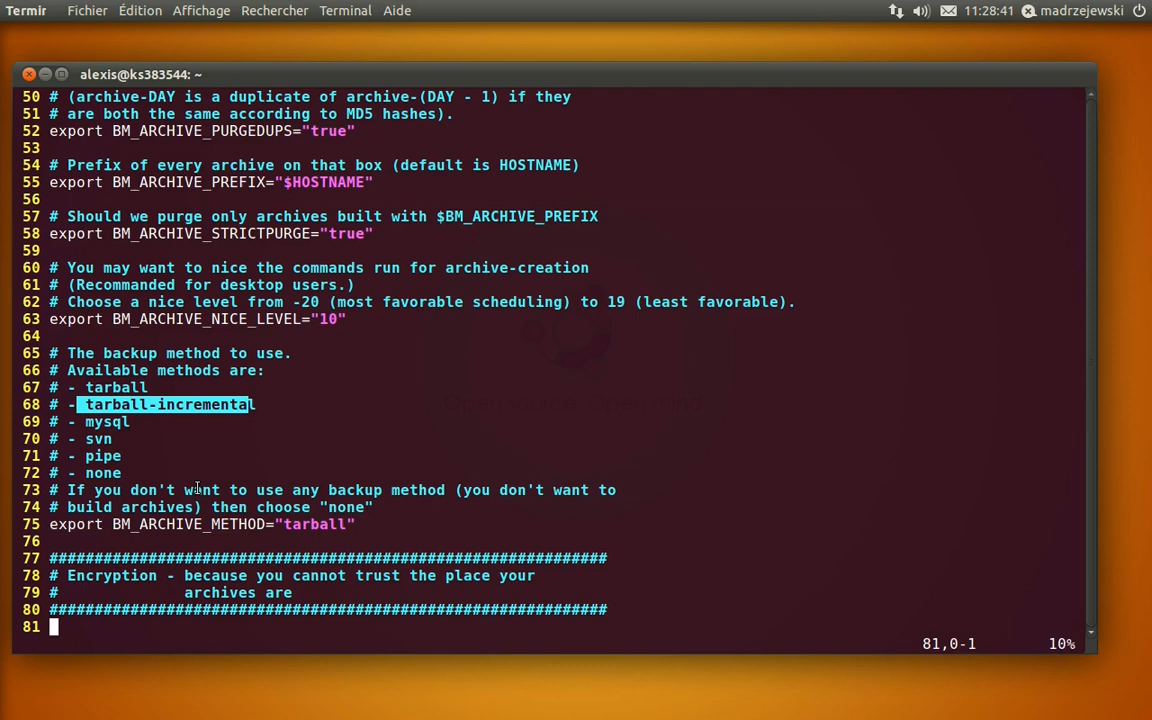 Termir Fichier Édition Affichage Rechercher Terminal Aide 11:28:41 madrzejewski
alexis@ks383544: ~
50 # (archive-DAY is a duplicate of archive-(DAY - 1) if they
51 # are both the same according to MD5 hashes).
52 export BM_ARCHIVE_PURGEDUPS="true"
53
54 # Prefix of every archive on that box (default is HOSTNAME)
55 export BM_ARCHIVE_PREFIX="$HOSTNAME"
56
57 # Should we purge only archives built with $BM_ARCHIVE_PREFIX
58 export BM_ARCHIVE_STRICTPURGE="true"
59
60 # You may want to nice the commands run for archive-creation
61 # (Recommanded for desktop users.)
62 # Choose a nice level from -20 (most favorable scheduling) to 19 (least favorable).
63 export BM_ARCHIVE_NICE_LEVEL="10"
64
65 # The backup method to use.
66 # Available methods are:
67 # - tarball
68 # - tarball-incremental
69 # - mysql
70 # - svn
71 # - pipe
72 # - none
73 # If you don't want to use any backup method (you don't want to
74 # build archives) then choose "none"
75 export BM_ARCHIVE_METHOD="tarball"
76
77 ##############################################################
78 # Encryption - because you cannot trust the place your
79 #              archives are
80 ##############################################################
81
81,0-1 10%
Open source, Open mind